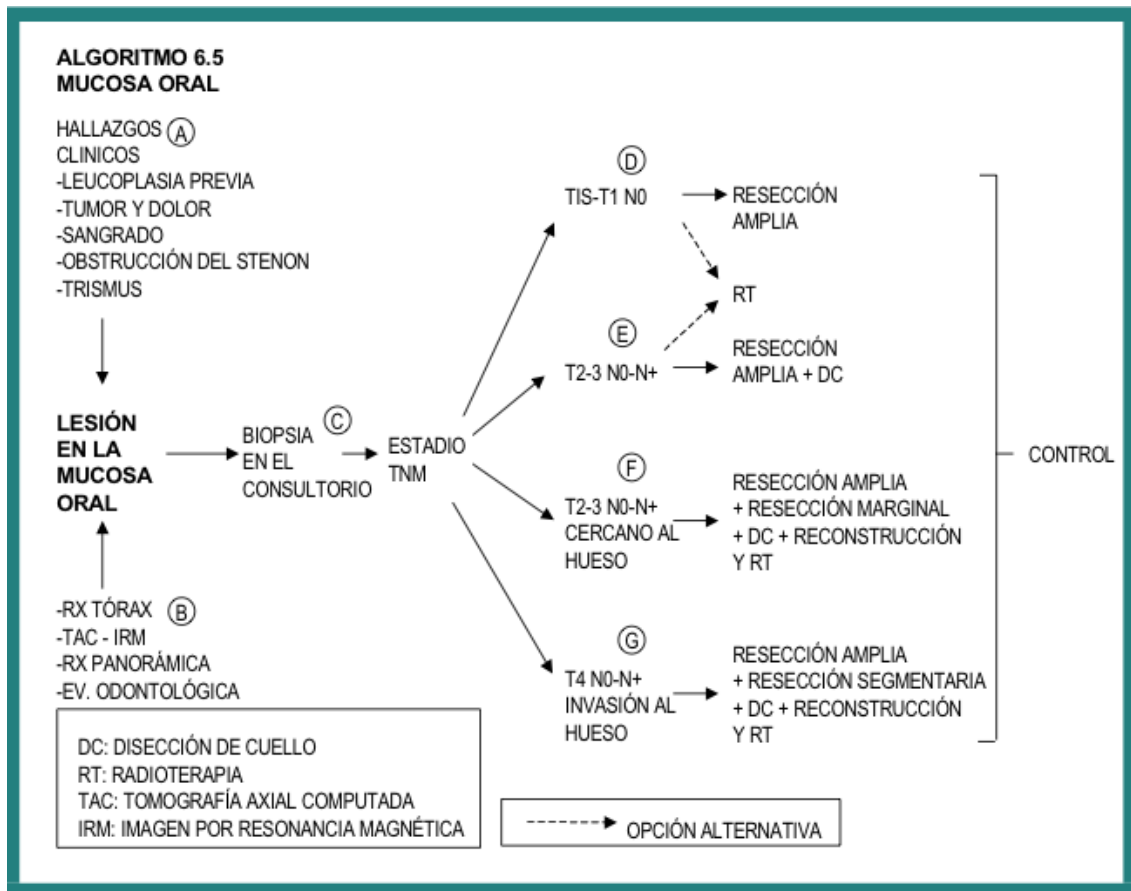 ALGORITMO 6.5
MUCOSA ORAL
HALLAZGOS A
CLINICOS
-LEUCOPLASIA PREVIA
-TUMOR Y DOLOR
-SANGRADO
-OBSTRUCCIÓN DEL STENON
-TRISMUS
LESIÓN
EN LA
MUCOSA
ORAL
-RX TÓRAX B
-TAC - IRM
-RX PANORÁMICA
-EV. ODONTOLÓGICA
BIOPSIA C
EN EL
CONSULTORIO
ESTADIO
TNM
D
TIS-T1 N0
RESECCIÓN
AMPLIA
RT
E
T2-3 N0-N+
RESECCIÓN
AMPLIA + DC
F
T2-3 N0-N+
CERCANO AL
HUESO
RESECCIÓN AMPLIA
+ RESECCIÓN MARGINAL
+ DC + RECONSTRUCCIÓN
Y RT
G
T4 N0-N+
INVASIÓN AL
HUESO
RESECCIÓN AMPLIA
+ RESECCIÓN SEGMENTARIA
+ DC + RECONSTRUCCIÓN
Y RT
CONTROL
DC: DISECCIÓN DE CUELLO
RT: RADIOTERAPIA
TAC: TOMOGRAFÍA AXIAL COMPUTADA
IRM: IMAGEN POR RESONANCIA MAGNÉTICA
OPCIÓN ALTERNATIVA